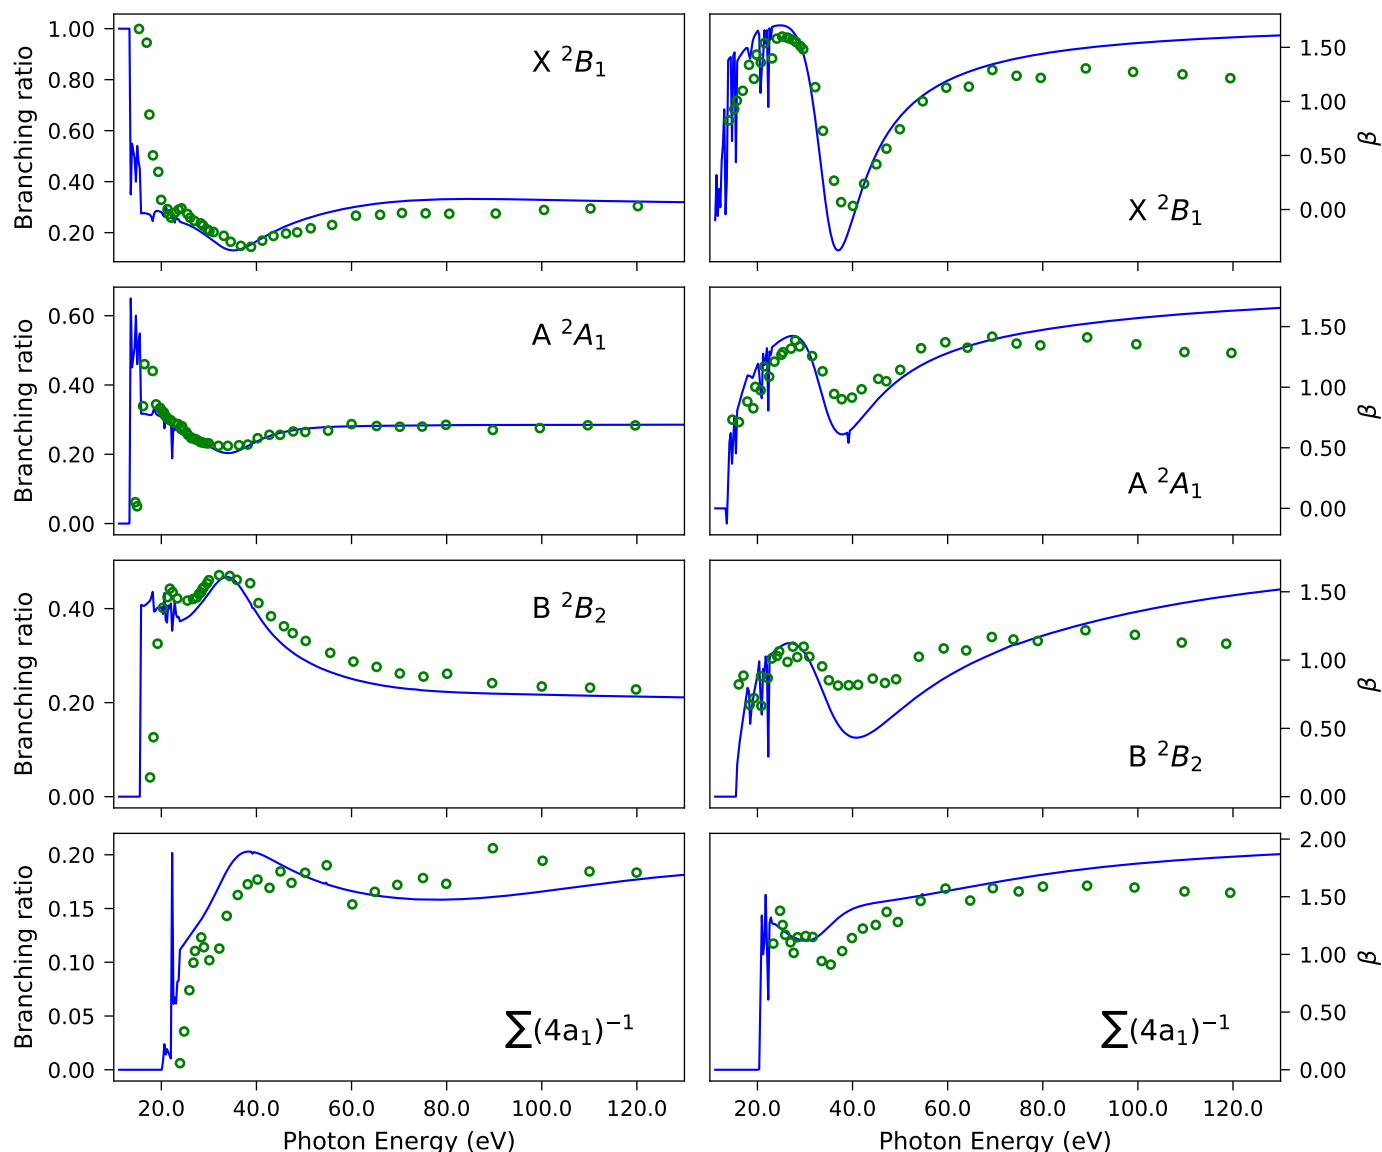 1.00
0.80
0.60
0.40
0.20
Branching ratio
X ²B₁
1.50
1.00
0.50
0.00
β
X ²B₁
0.60
0.40
0.20
0.00
Branching ratio
A ²A₁
1.50
1.00
0.50
0.00
β
A ²A₁
0.40
0.20
0.00
Branching ratio
B ²B₂
1.50
1.00
0.50
0.00
β
B ²B₂
0.20
0.15
0.10
0.05
0.00
Branching ratio
∑(4a₁)⁻¹
20.0 40.0 60.0 80.0 100.0 120.0
Photon Energy (eV)
2.00
1.50
1.00
0.50
0.00
β
∑(4a₁)⁻¹
20.0 40.0 60.0 80.0 100.0 120.0
Photon Energy (eV)